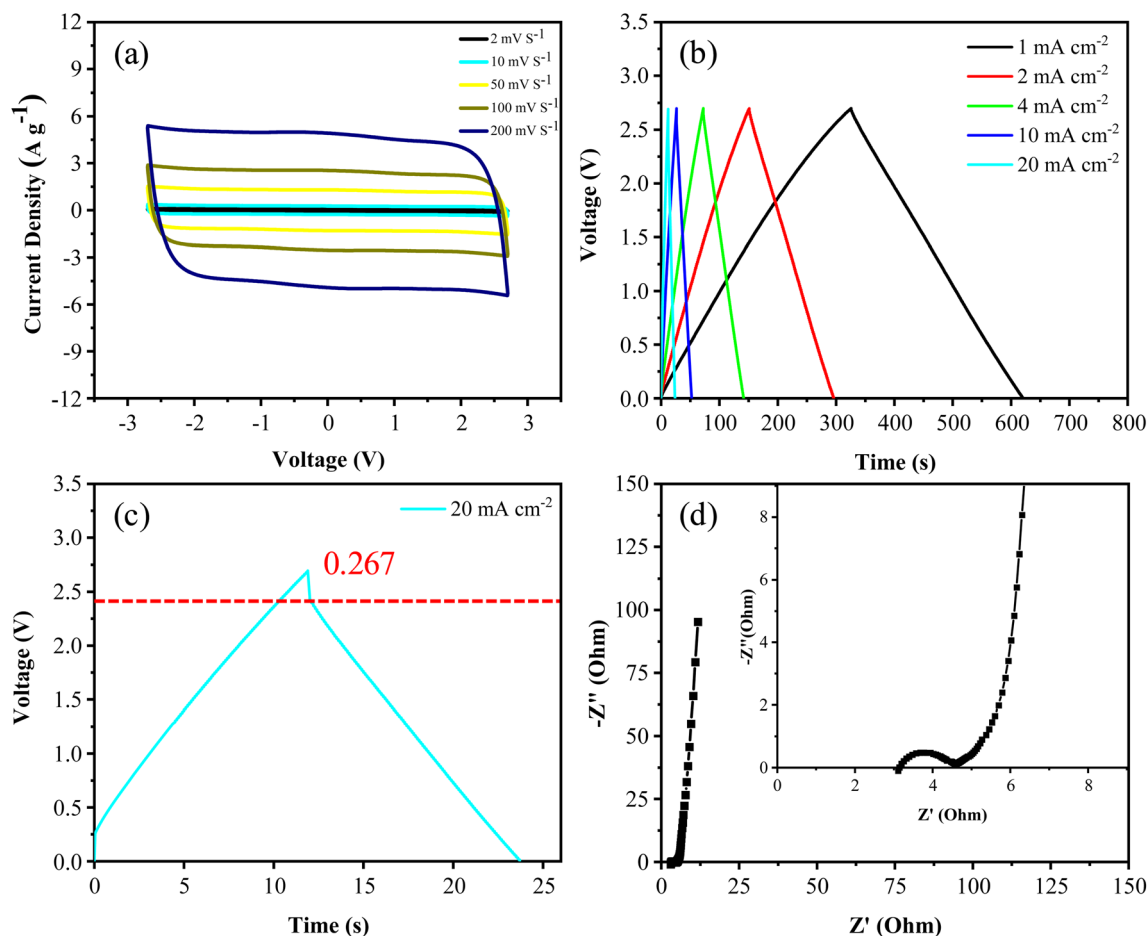 (a)
2 mV S⁻¹
10 mV S⁻¹
50 mV S⁻¹
100 mV S⁻¹
200 mV S⁻¹
12
9
6
3
0
-3
-6
-9
-12
Current Density (A g⁻¹)
-3 -2 -1 0 1 2 3
Voltage (V)
(b)
1 mA cm⁻²
2 mA cm⁻²
4 mA cm⁻²
10 mA cm⁻²
20 mA cm⁻²
3.5
3.0
2.5
2.0
1.5
1.0
0.5
0.0
Voltage (V)
0 100 200 300 400 500 600 700 800
Time (s)
(c)
20 mA cm⁻²
0.267
3.5
3.0
2.5
2.0
1.5
1.0
0.5
0.0
Voltage (V)
0 5 10 15 20 25
Time (s)
(d)
150
125
100
75
50
25
0
-Z'' (Ohm)
0 25 50 75 100 125 150
Z' (Ohm)
8
6
4
2
0
-Z''(Ohm)
0 2 4 6 8
Z' (Ohm)